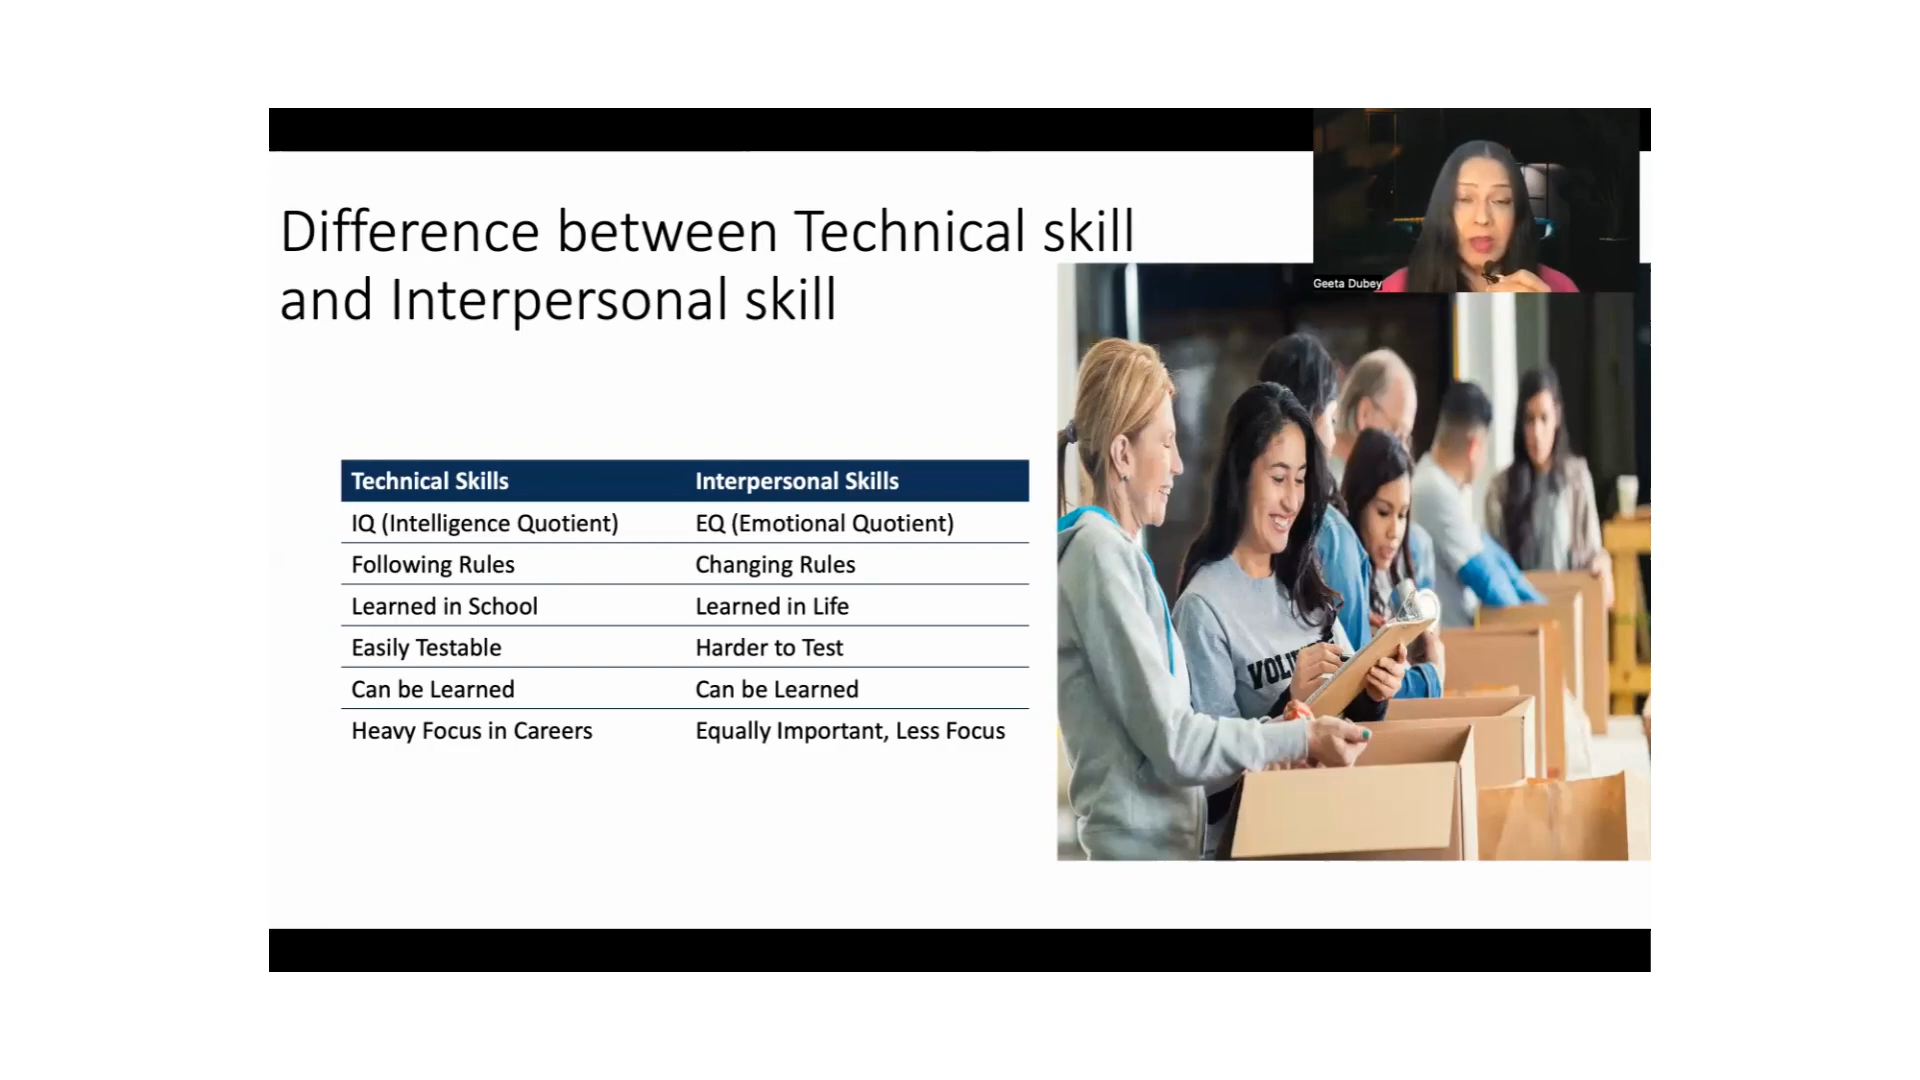 Difference between Technical skill
and Interpersonal skill
Geeta Dubey
Technical Skills Interpersonal Skills
IQ (Intelligence Quotient) EQ (Emotional Quotient)
Following Rules Changing Rules
Learned in School Learned in Life
Easily Testable Harder to Test
Can be Learned Can be Learned
Heavy Focus in Careers Equally Important, Less Focus